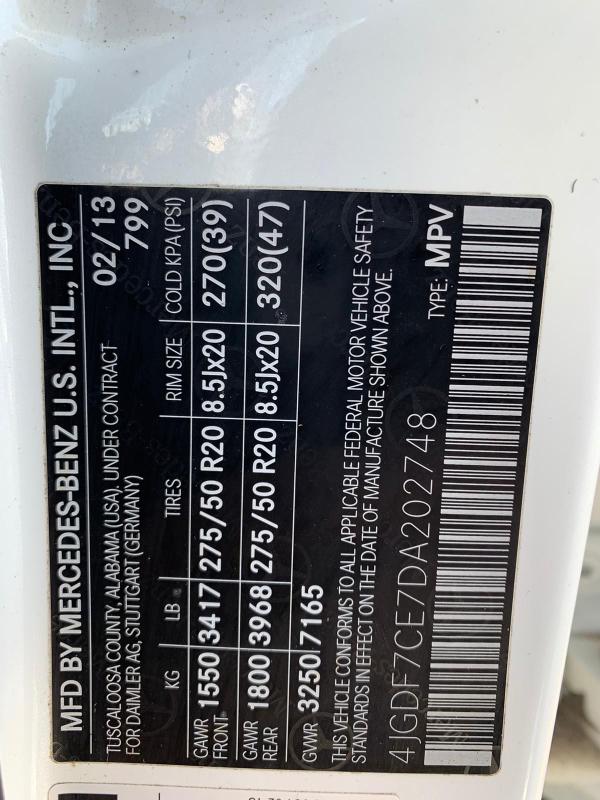 MFD BY MERCEDES-BENZ U.S. INTL., INC
TUSCALOOSA COUNTY, ALABAMA (USA), UNDER CONTRACT 02/13
FOR DAIMLER AG, STUTTGART (GERMANY) 799
KG LB TIRES RIM SIZE COLD KPA (PSI)
GAWR FRONT 1550 3417 275/50 R20 8.5Jx20 270(39)
GAWR REAR 1800 3968 275/50 R20 8.5Jx20 320(47)
GVWR 3250 7165
THIS VEHICLE CONFORMS TO ALL APPLICABLE FEDERAL MOTOR VEHICLE SAFETY
STANDARDS IN EFFECT ON THE DATE OF MANUFACTURE SHOWN ABOVE.
4JGDF7CE7DA202748 TYPE: MPV